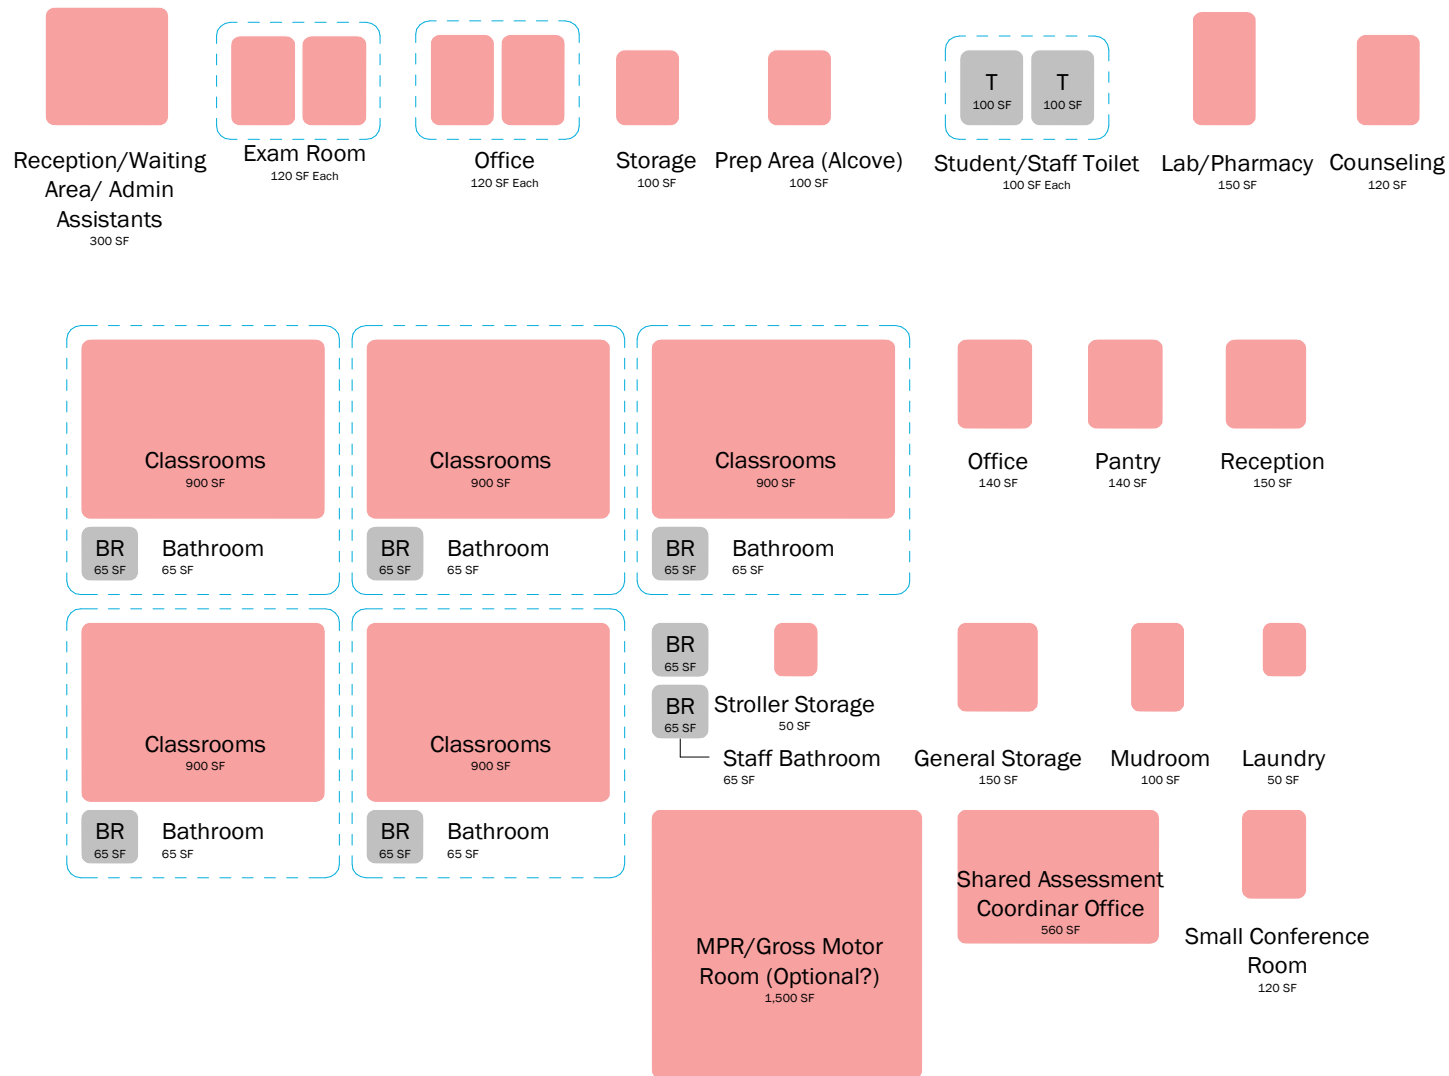 T
100 SF
T
100 SF
Reception/Waiting
Area/ Admin
Assistants
300 SF
Exam Room
120 SF Each
Office
120 SF Each
Storage
100 SF
Prep Area (Alcove)
100 SF
Student/Staff Toilet
100 SF Each
Lab/Pharmacy
150 SF
Counseling
120 SF
Classrooms
900 SF
BR
65 SF
Bathroom
65 SF
Classrooms
900 SF
BR
65 SF
Bathroom
65 SF
Classrooms
900 SF
BR
65 SF
Bathroom
65 SF
Office
140 SF
Pantry
140 SF
Reception
150 SF
Classrooms
900 SF
BR
65 SF
Bathroom
65 SF
Classrooms
900 SF
BR
65 SF
Bathroom
65 SF
BR
65 SF
BR
65 SF
Stroller Storage
50 SF
Staff Bathroom
65 SF
General Storage
150 SF
Mudroom
100 SF
Laundry
50 SF
MPR/Gross Motor
Room (Optional?)
1,500 SF
Shared Assessment
Coordinar Office
560 SF
Small Conference
Room
120 SF